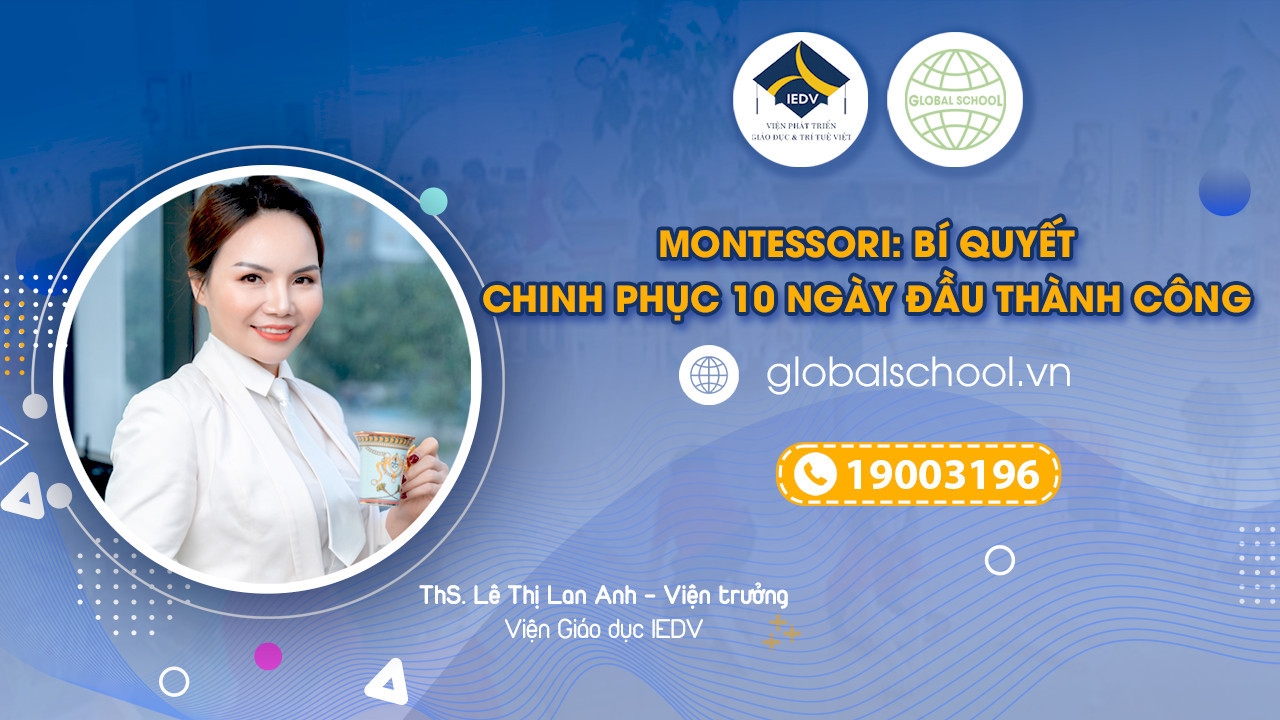 IEDV
VIỆN PHÁT TRIỂN
GIÁO DỤC & TRÍ TUỆ VIỆT
GLOBAL SCHOOL
MONTESSORI: BÍ QUYẾT
CHINH PHỤC 10 NGÀY ĐẦU THÀNH CÔNG
globalschool.vn
19003196
ThS. Lê Thị Lan Anh - Viện trưởng
Viện Giáo dục IEDV